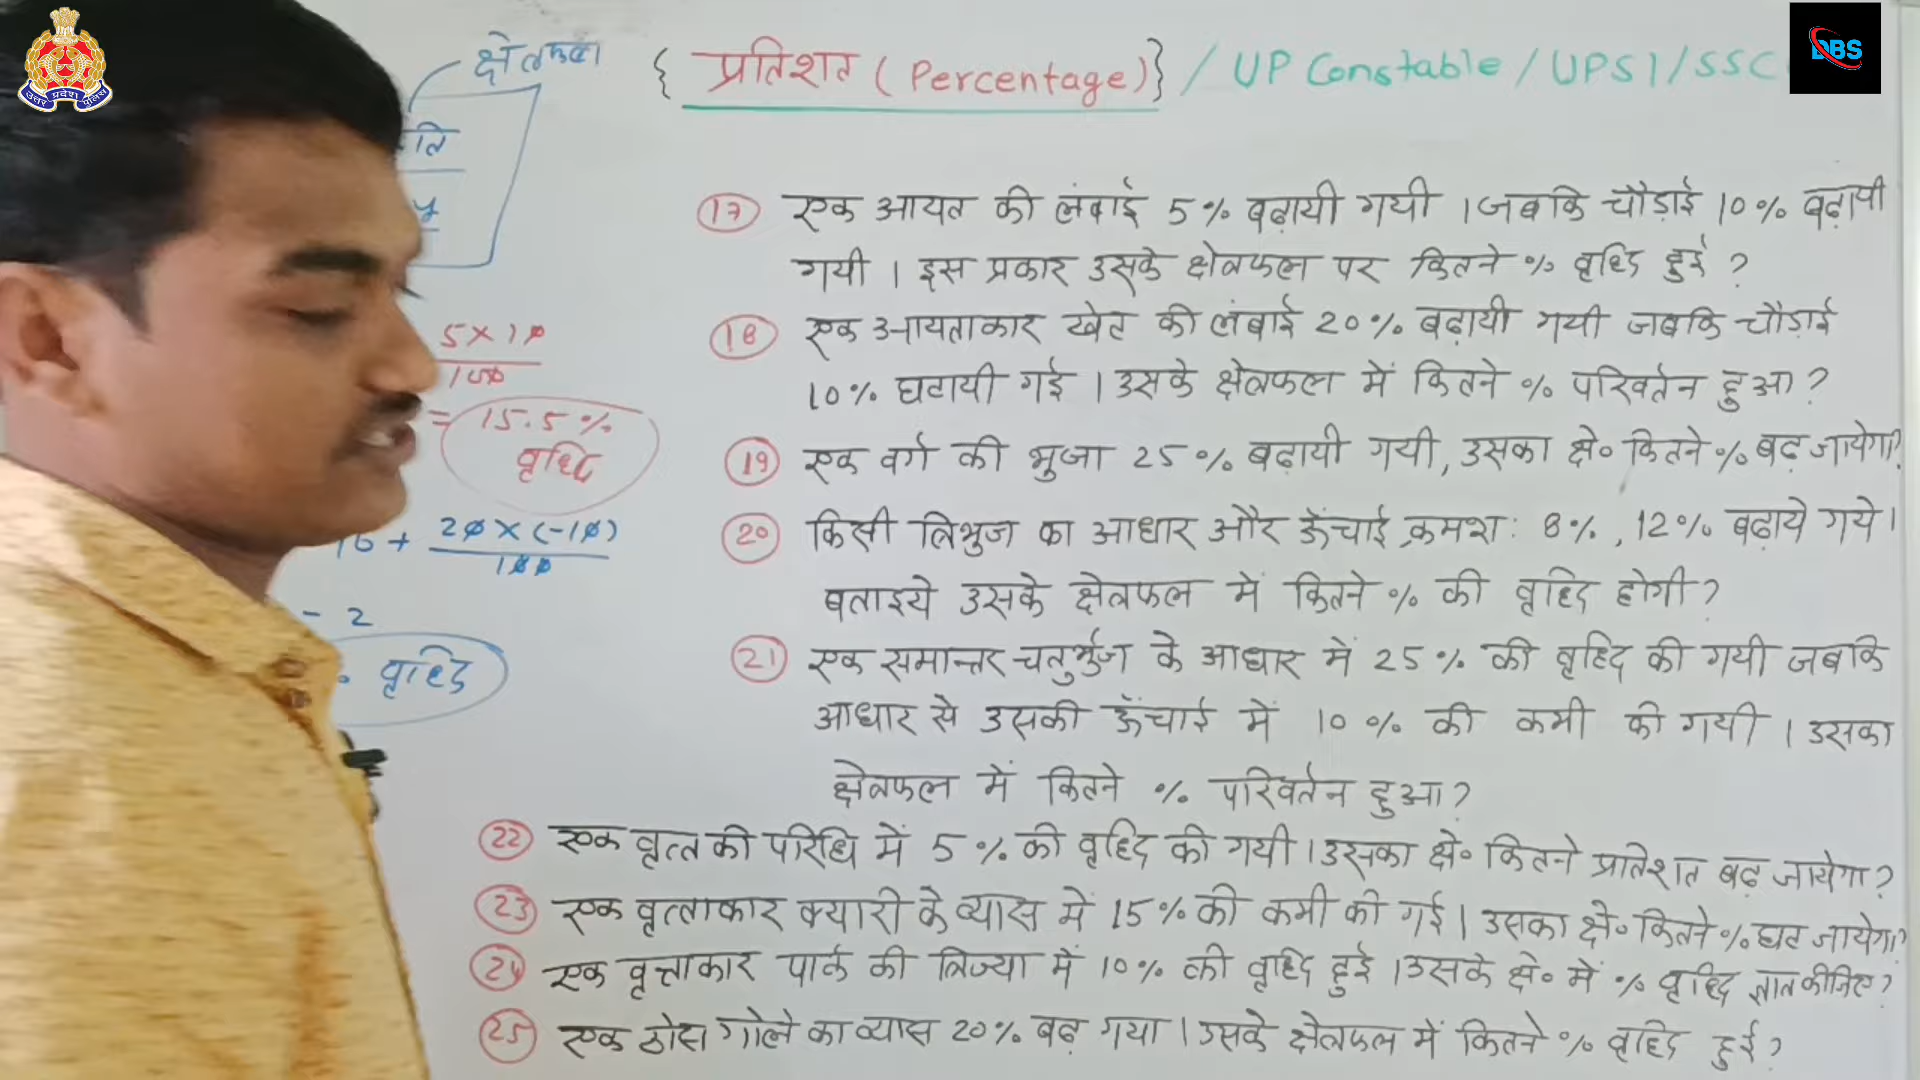 उत्तर प्रदेश पुलिस
DBS
क्षेत्रफल
{ प्रतिशत ( Percentage ) } / UP Constable / UPSI / SSC
5 × 10
100
= 15.5 %
वृद्धि
+ 20 × (-10)
100
- 2
वृद्धि
17 एक आयत की लंबाई 5 % बढ़ायी गयी । जबकि चौड़ाई 10 % बढ़ायी
गयी । इस प्रकार उसके क्षेत्रफल पर कितने % वृद्धि हुई ?
18 एक आयताकार खेत की लंबाई 20 % बढ़ायी गयी जबकि चौड़ाई
10 % घटायी गई । उसके क्षेत्रफल में कितने % परिवर्तन हुआ ?
19 एक वर्ग की भुजा 25 % बढ़ायी गयी, उसका क्षे॰ कितने % बढ़ जायेगा ?
20 किसी त्रिभुज का आधार और ऊँचाई क्रमश: 8 % , 12 % बढ़ाये गये ।
बताइये उसके क्षेत्रफल में कितने % की वृद्धि होगी ?
21 एक समान्तर चतुर्भुज के आधार में 25 % की वृद्धि की गयी जबकि
आधार से उसकी ऊँचाई में 10 % की कमी की गयी । उसका
क्षेत्रफल में कितने % परिवर्तन हुआ ?
22 एक वृत्त की परिधि में 5 % की वृद्धि की गयी । उसका क्षे॰ कितने प्रतिशत बढ़ जायेगा ?
23 एक वृत्ताकार क्यारी के व्यास में 15 % की कमी की गई । उसका क्षे॰ कितने % घट जायेगा ?
24 एक वृत्ताकार पार्क की त्रिज्या में 10 % की वृद्धि हुई । उसके क्षे॰ में % वृद्धि ज्ञात कीजिए ?
25 एक ठोस गोले का व्यास 20 % बढ़ गया । उसके क्षेत्रफल में कितने % वृद्धि हुई ?